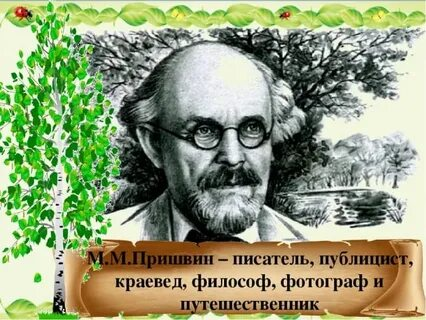 М.М.Пришвин – писатель, публицист,
краевед, философ, фотограф и
путешественник